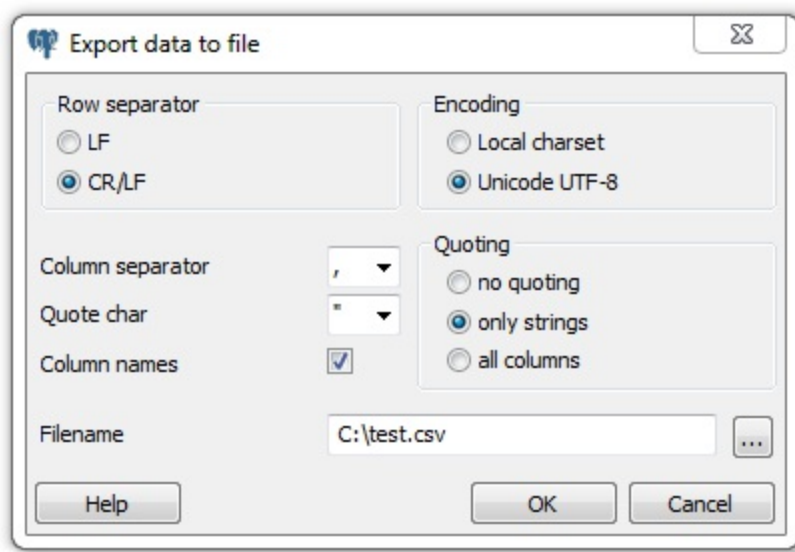 Export data to file
Row separator
LF
CR/LF
Encoding
Local charset
Unicode UTF-8
Column separator ,
Quote char "
Column names
Quoting
no quoting
only strings
all columns
Filename C:\test.csv ...
Help OK Cancel